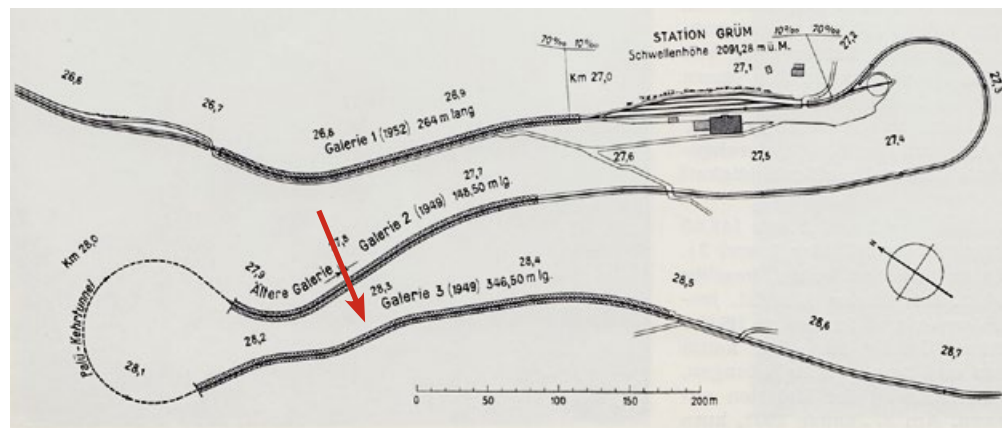 STATION GRÜM
Schwellenhöhe 2091,28 m ü. M.
70‰ 10‰
10‰ 70‰
Km 27,0
27,1
27,2
27,3
26,6
26,7
26,8
26,9
Galerie 1 (1952) 264 m lang
27,4
27,5
27,6
27,7
Galerie 2 (1949) 148,50 m lg.
27,8
27,9
Ältere Galerie
Km 28,0
Palü-Kehrtunnel
28,1
28,2
28,3
28,4
Galerie 3 (1949) 346,50 m lg.
28,5
28,6
28,7
N
0 50 100 150 200 m